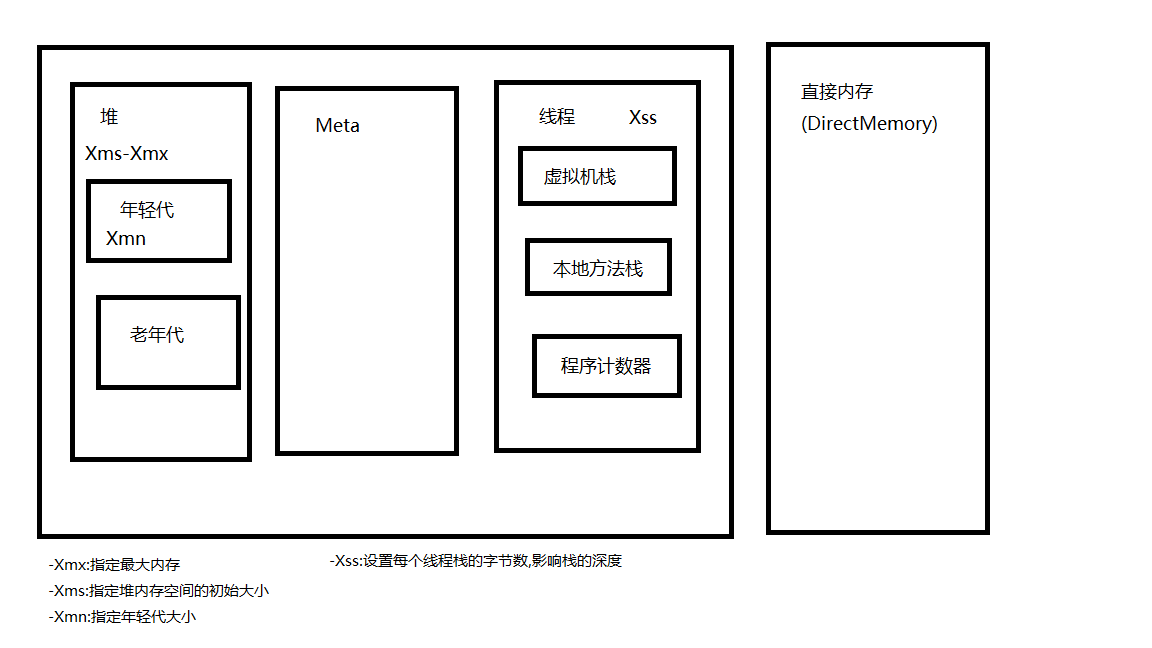 堆
Xms-Xmx
年轻代
Xmn
老年代
Meta
线程 Xss
虚拟机栈
本地方法栈
程序计数器
直接内存
(DirectMemory)
-Xmx:指定最大内存
-Xms:指定堆内存空间的初始大小
-Xmn:指定年轻代大小
-Xss:设置每个线程栈的字节数,影响栈的深度